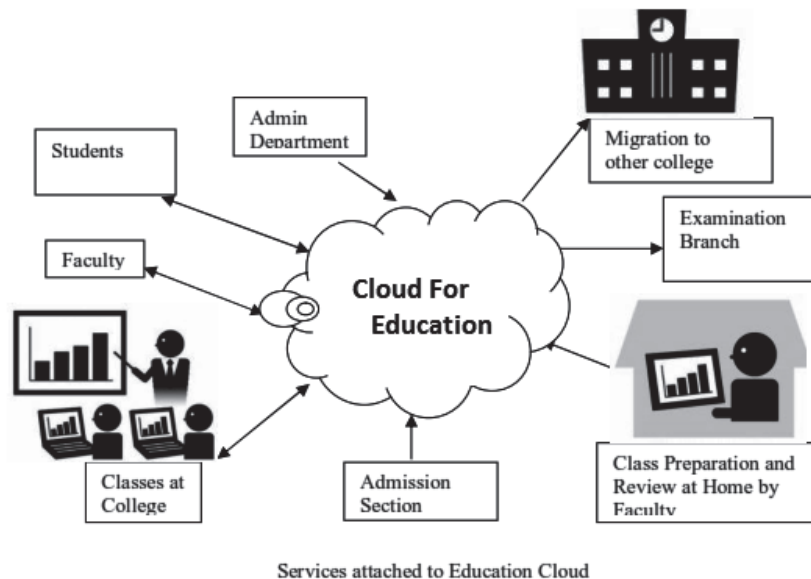 Admin
Department
Students
Migration to
other college
Faculty
Examination
Branch
Cloud For
Education
Classes at
College
Admission
Section
Class Preparation and
Review at Home by
Faculty
Services attached to Education Cloud